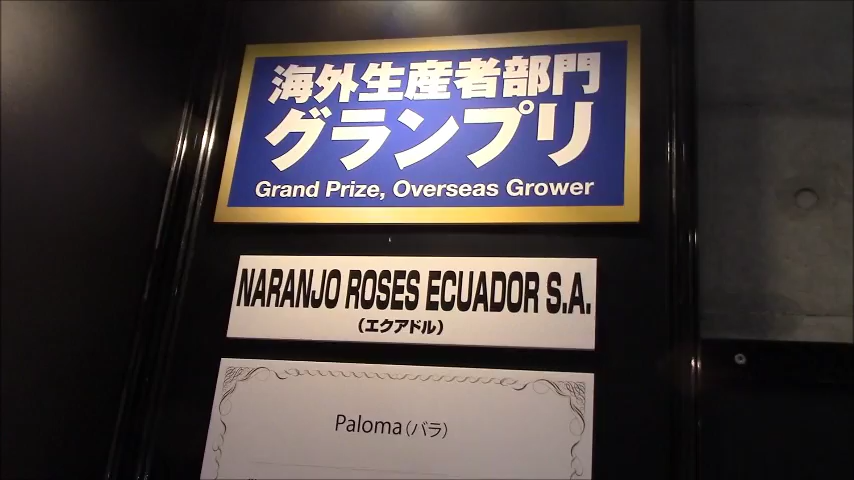 海外生産者部門
グランプリ
Grand Prize, Overseas Grower
NARANJO ROSES ECUADOR S.A.
（エクアドル）
Paloma（バラ）